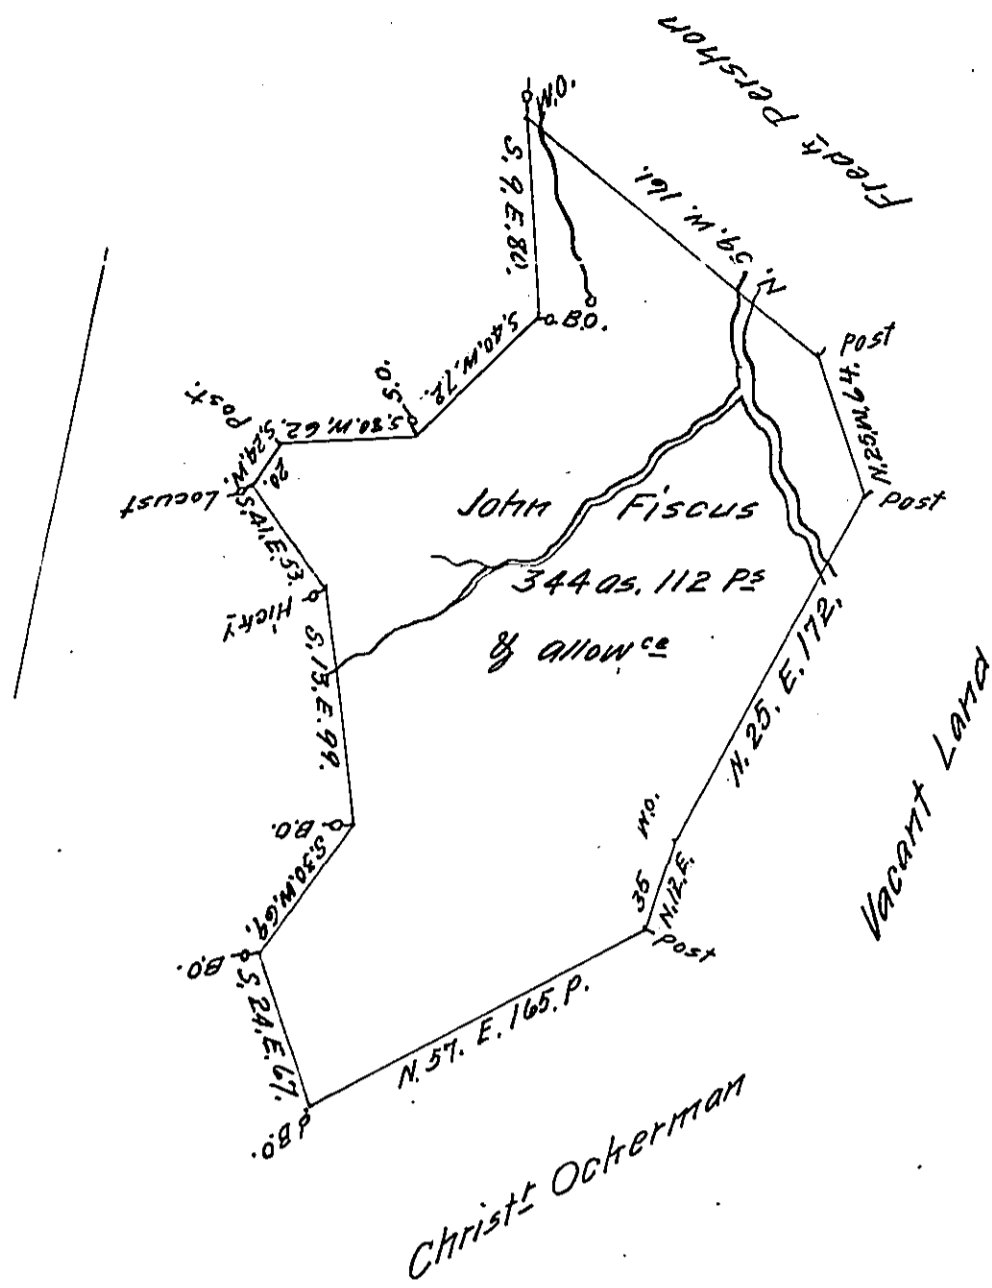 Fredk Pershon
W.O.
S. 9. E. 80.
N. 59. W. 161.
B.O.
Post
S. 40. W. 72.
S.O.
N. 25. W. 64.
Post.
S. 80. W. 62.
S. 24. W. 20.
Locust
Post
John Fiscus
344 as. 112 Ps
& allowce
S. 41. E. 53.
Hicky
S. 13. E. 99.
N. 25. E. 172.
Vacant Land
W.O.
35
N. 12. E.
Post
B.O.
S. 30. W. 69.
B.O.
S. 24. E. 67.
N. 57. E. 165. P.
B.O.
Christr Ockerman